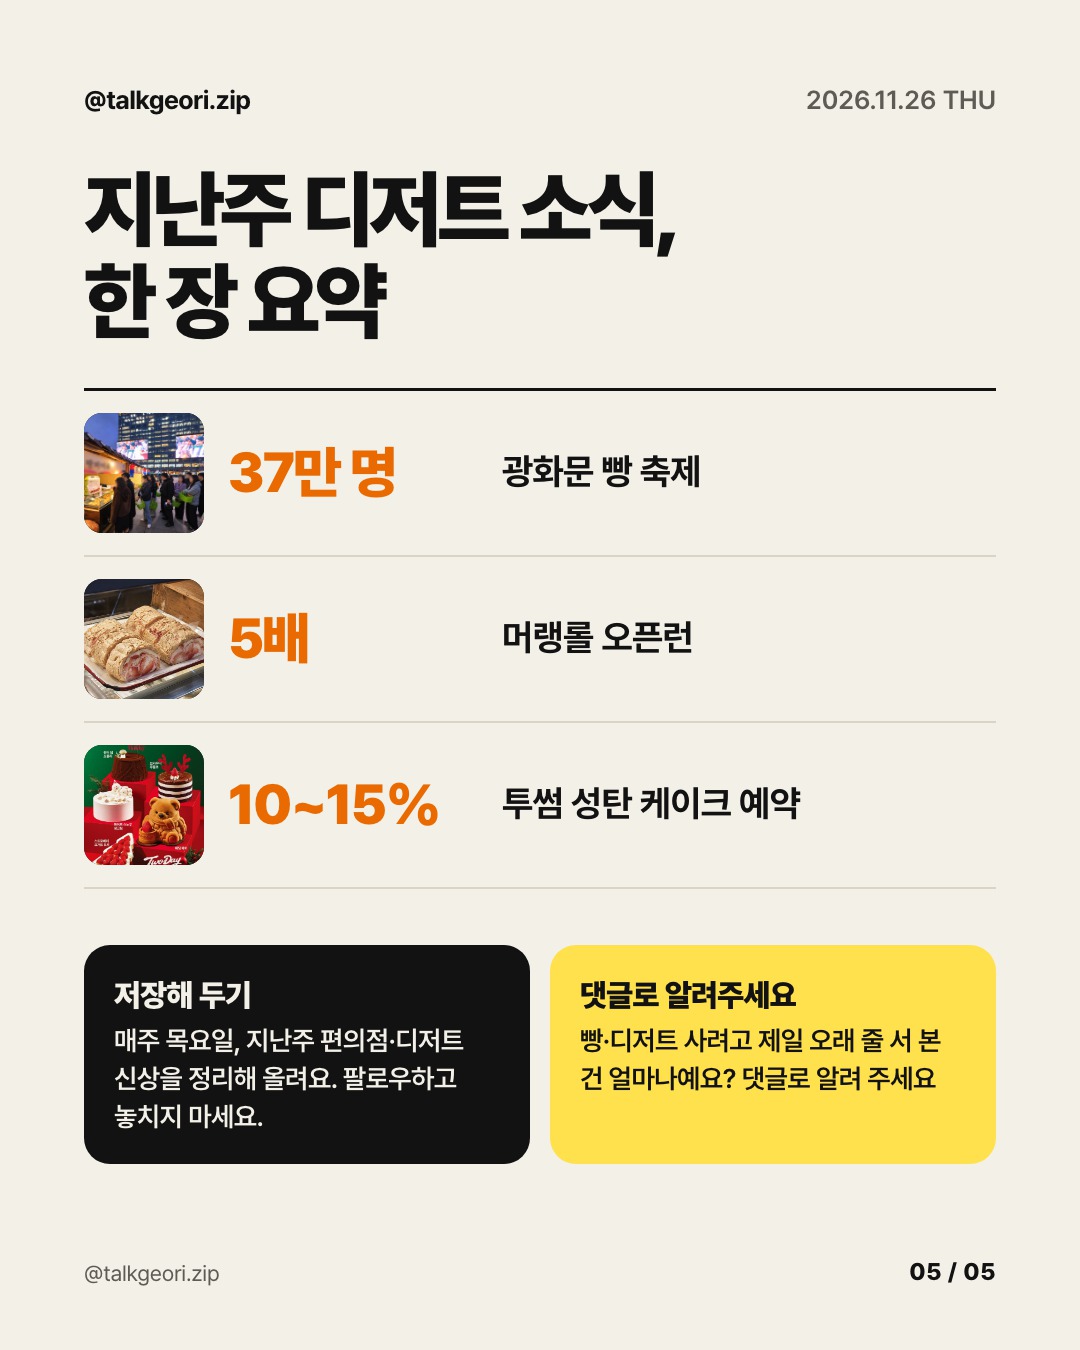 @talkgeori.zip
2026.11.26 THU
지난주 디저트 소식,
한 장 요약
37만 명
광화문 빵 축제
5배
머랭롤 오픈런
10~15%
투썸 성탄 케이크 예약
저장해 두기
매주 목요일, 지난주 편의점·디저트
신상을 정리해 올려요. 팔로우하고
놓치지 마세요.
댓글로 알려주세요
빵·디저트 사려고 제일 오래 줄 서 본
건 얼마나예요? 댓글로 알려 주세요
@talkgeori.zip
05 / 05